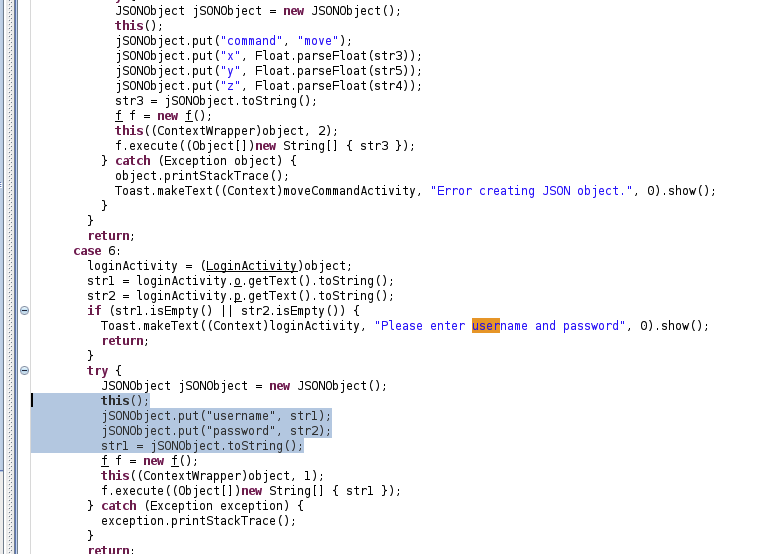 JSONObject jSONObject = new JSONObject();
this();
jSONObject.put("command", "move");
jSONObject.put("x", Float.parseFloat(str3));
jSONObject.put("y", Float.parseFloat(str5));
jSONObject.put("z", Float.parseFloat(str4));
str3 = jSONObject.toString();
f f = new f();
this((ContextWrapper)object, 2);
f.execute((Object[])new String[] { str3 });
} catch (Exception object) {
object.printStackTrace();
Toast.makeText((Context)moveCommandActivity, "Error creating JSON object.", 0).show();
}
}
return;
case 6:
loginActivity = (LoginActivity)object;
str1 = loginActivity.o.getText().toString();
str2 = loginActivity.p.getText().toString();
if (str1.isEmpty() || str2.isEmpty()) {
Toast.makeText((Context)loginActivity, "Please enter username and password", 0).show();
return;
}
try {
JSONObject jSONObject = new JSONObject();
this();
jSONObject.put("username", str1);
jSONObject.put("password", str2);
str1 = jSONObject.toString();
f f = new f();
this((ContextWrapper)object, 1);
f.execute((Object[])new String[] { str1 });
} catch (Exception exception) {
exception.printStackTrace();
}
return;